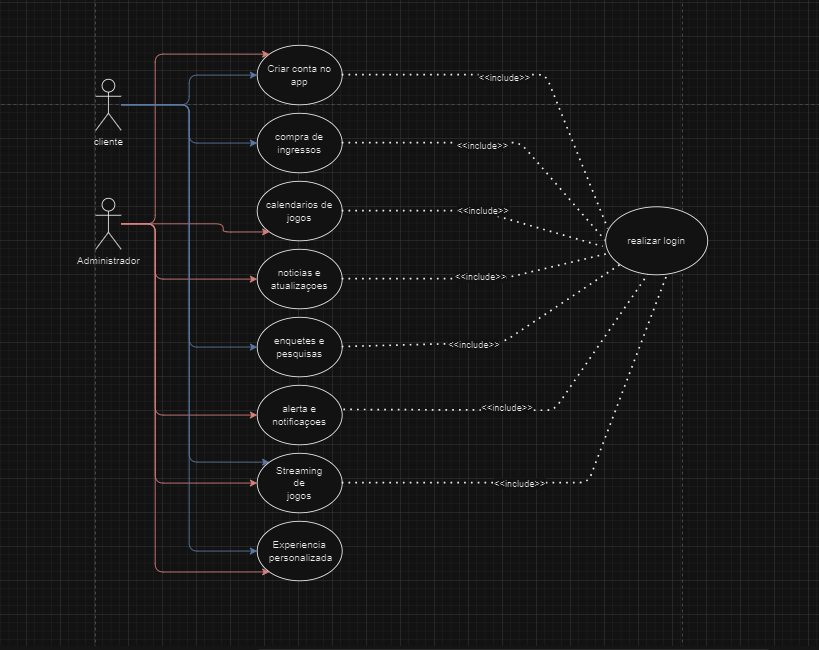 Criar conta no
app
<<include>>
cliente
compra de
ingressos
<<include>>
calendarios de
jogos
<<include>>
Administrador
realizar login
noticias e
atualizaçoes
<<include>>
enquetes e
pesquisas
<<include>>
alerta e
notificaçoes
<<include>>
Streaming
de
jogos
<<include>>
Experiencia
personalizada